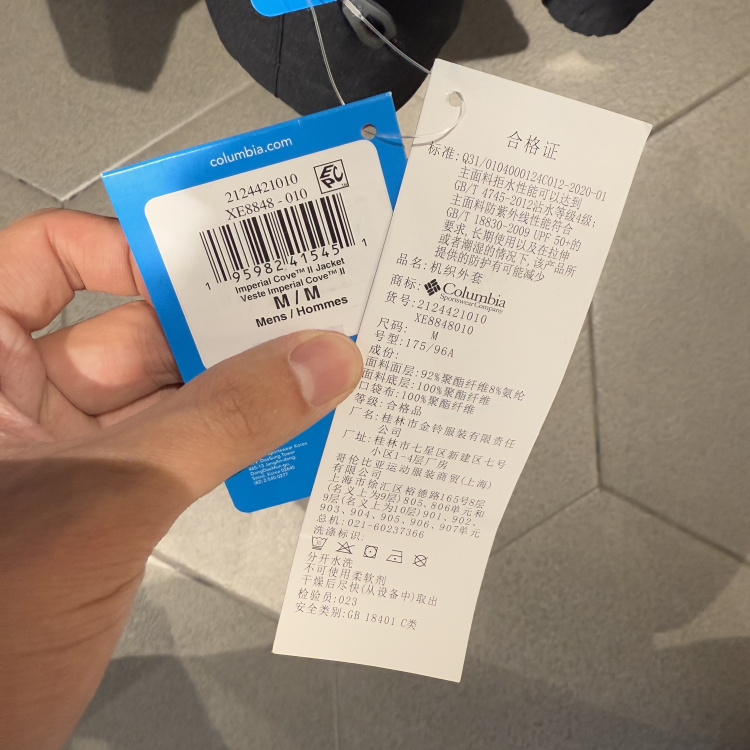 columbia.com
EPC
2124421010
XE8848 - 010
1 95982 41545 1
Imperial Cove™ II Jacket
Veste Imperial Cove™ II
M / M
Mens / Hommes
Seoul, Korea 02640
合格证
标准: Q31/0104000124C012-2020-01
主面料拒水性能可以达到
GB/T 4745-2012沾水等级4级;
主面料防紫外线性能符合
GB/T 18830-2009 UPF 50+的
要求, 长期使用以及在拉伸
或者潮湿的情况下, 该产品所
提供的防护有可能减少
品名: 机织外套
商标: Columbia
Sportswear Company
货号: 2124421010
XE8848010
尺码: M
号型: 175/96A
成份:
面料面层: 92%聚酯纤维8%氨纶
面料底层: 100%聚酯纤维
口袋布: 100%聚酯纤维
等级: 合格品
厂名: 桂林市金铃服装有限责任
公司
厂址: 桂林市七星区新建区七号
小区1-4层厂房
哥伦比亚运动服装商贸(上海)
有限公司
上海市徐汇区裕德路165号8层
(名义上为9层)805, 806单元和
9层(名义上为10层)901, 902,
903, 904, 905, 906, 907单元
总机: 021-60237366
洗涤标识:
分开水洗
不可使用柔软剂
干燥后尽快(从设备中)取出
检验员: 023
安全类别: GB 18401 C类